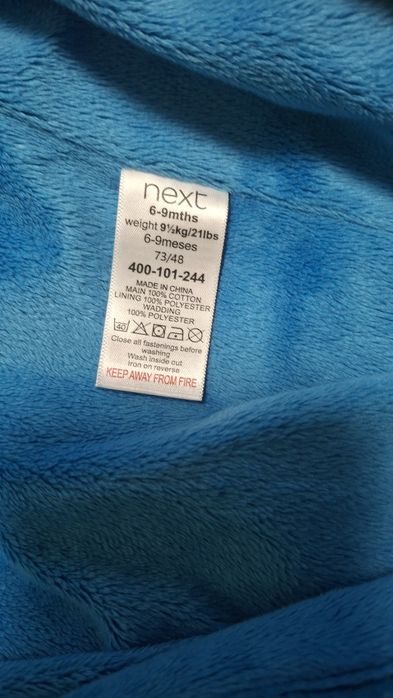 next
6-9mths
weight 9½kg/21lbs
6-9meses
73/48
400-101-244
MADE IN CHINA
MAIN 100% COTTON
LINING 100% POLYESTER
WADDING
100% POLYESTER
40
Close all fastenings before
washing
Wash inside out
Iron on reverse
KEEP AWAY FROM FIRE